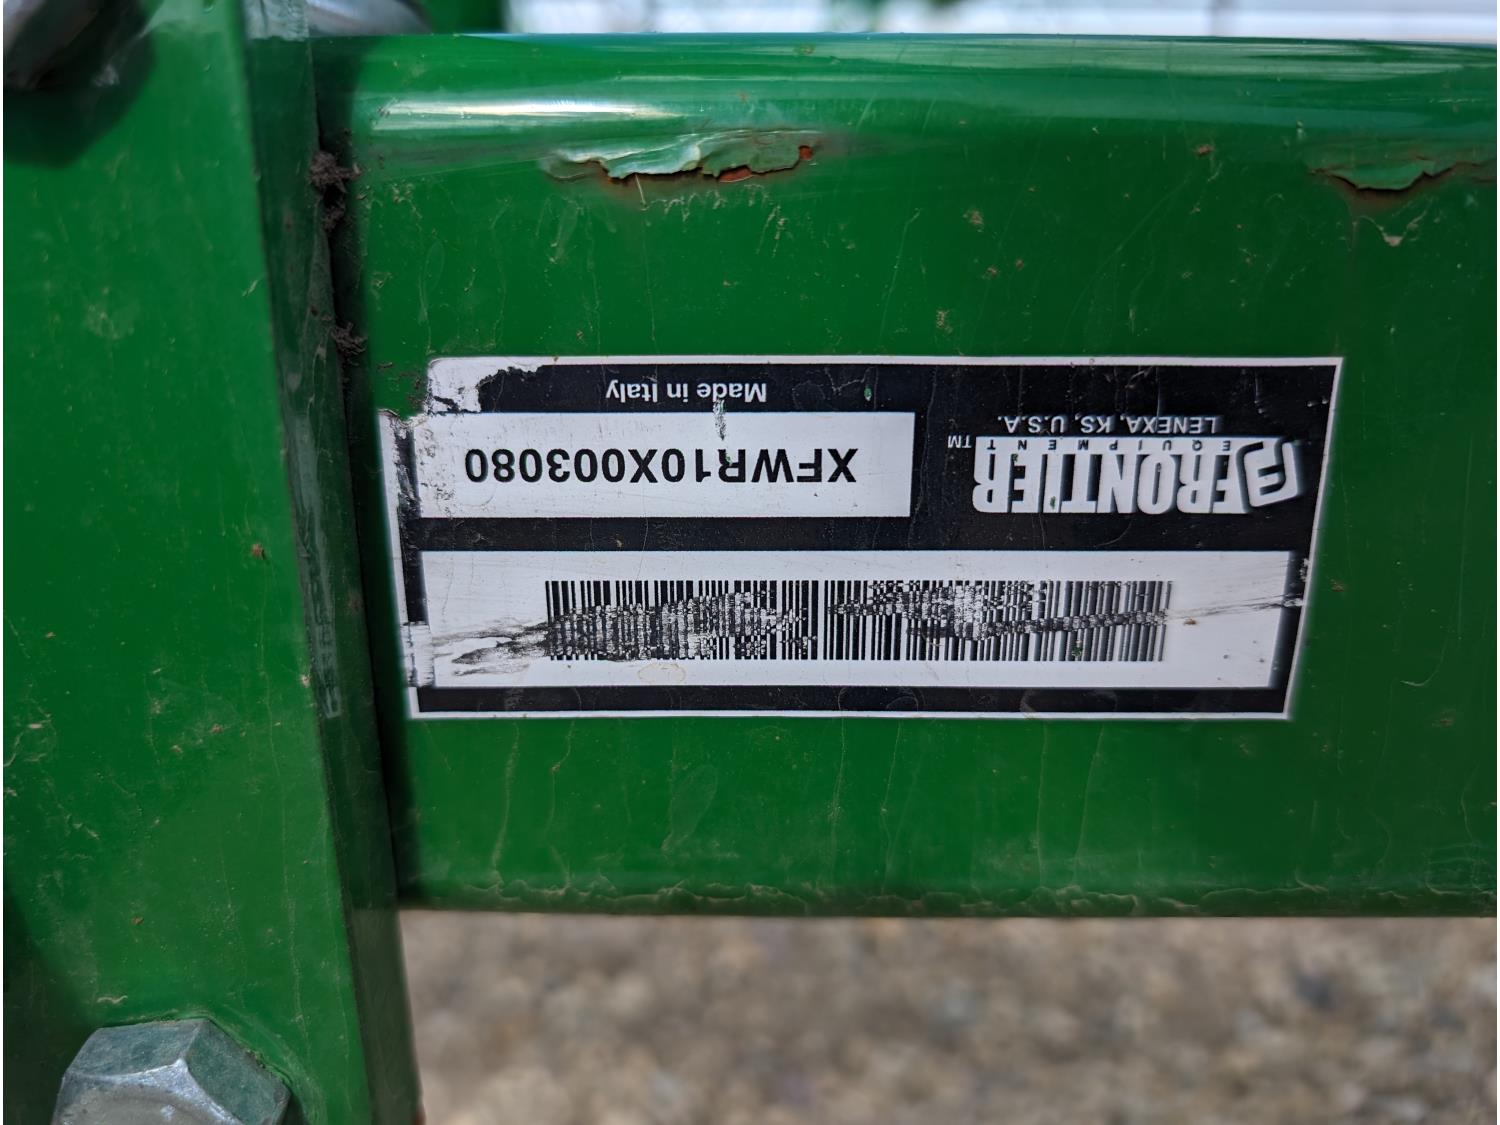 FRONTIER
EQUIPMENT TM
LENEXA, KS, U.S.A.
XFWR10X003080
Made in Italy